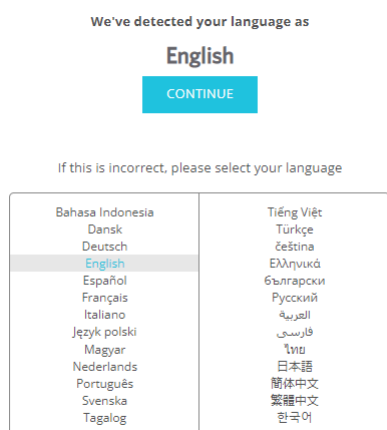 We've detected your language as
English
CONTINUE
If this is incorrect, please select your language
Bahasa Indonesia
Dansk
Deutsch
English
Español
Français
Italiano
Język polski
Magyar
Nederlands
Português
Svenska
Tagalog
Tiếng Việt
Türkçe
čeština
Ελληνικά
български
Русский
العربية
فارسی
ไทย
日本語
简体中文
繁體中文
한국어